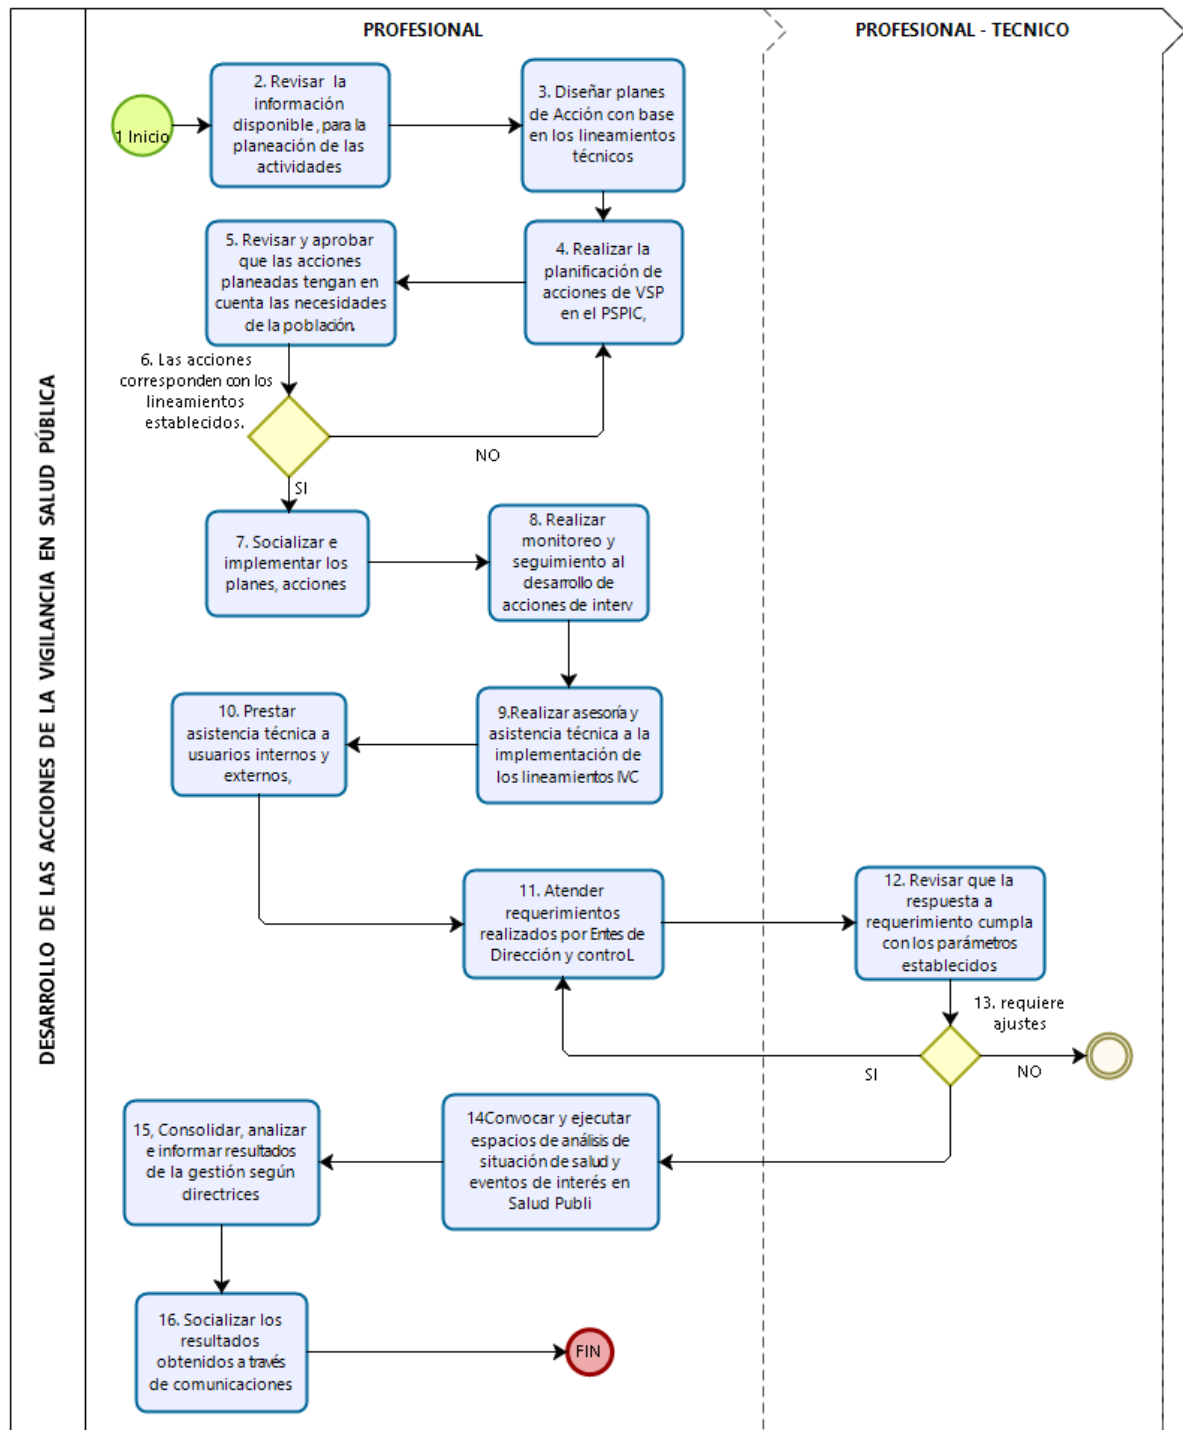 PROFESIONAL
PROFESIONAL - TECNICO
DESARROLLO DE LAS ACCIONES DE LA VIGILANCIA EN SALUD PÚBLICA
1 Inicio
2. Revisar la
información
disponible, para la
planeación de las
actividades
3. Diseñar planes
de Acción con base
en los lineamientos
técnicos
5. Revisar y aprobar
que las acciones
planeadas tengan en
cuenta las necesidades
de la población.
4. Realizar la
planificación de
acciones de VSP
en el PSPIC,
6. Las acciones
corresponden con los
lineamientos
establecidos.
NO
SI
7. Socializar e
implementar los
planes, acciones
8. Realizar
monitoreo y
seguimiento al
desarrollo de
acciones de interv
10. Prestar
asistencia técnica a
usuarios internos y
externos,
9.Realizar asesoría y
asistencia técnica a la
implementación de
los lineamientos IVC
11. Atender
requerimientos
realizados por Entes de
Dirección y controL
12. Revisar que la
respuesta a
requerimiento cumpla
con los parámetros
establecidos
13. requiere
ajustes
SI
NO
15, Consolidar, analizar
e informar resultados
de la gestión según
directrices
14Convocar y ejecutar
espacios de análisis de
situación de salud y
eventos de interés en
Salud Publi
16. Socializar los
resultados
obtenidos a través
de comunicaciones
FIN